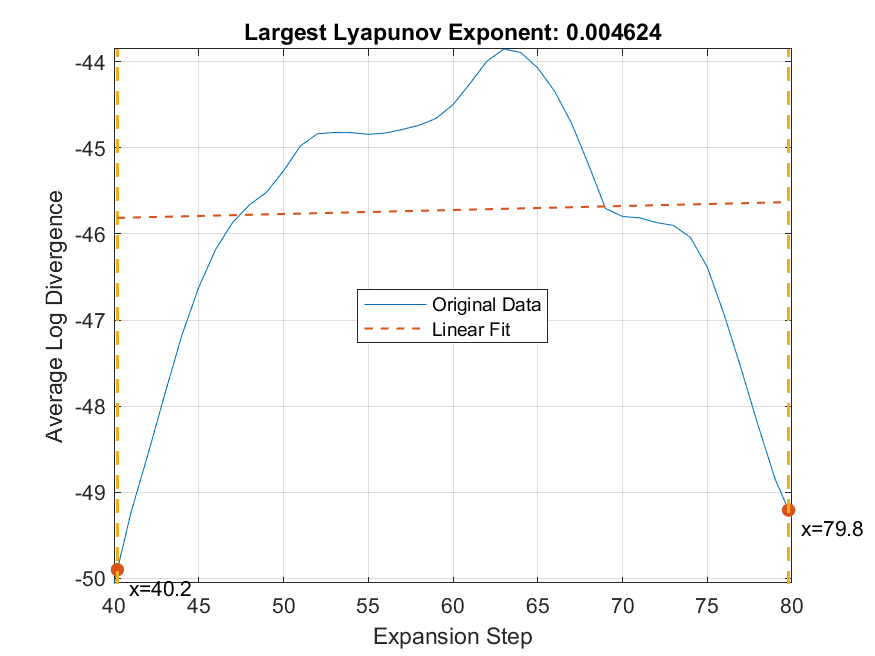 Largest Lyapunov Exponent: 0.004624
-44
-45
-46
-47
-48
-49
-50
Average Log Divergence
Original Data
Linear Fit
x=40.2
x=79.8
40 45 50 55 60 65 70 75 80
Expansion Step